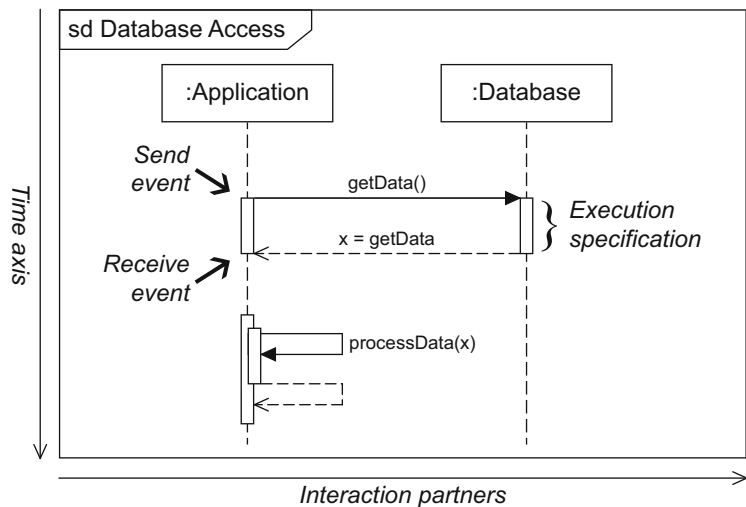 sd Database Access
:Application
:Database
Send
event
getData()
Execution
specification
x = getData
Receive
event
processData(x)
Time axis
Interaction partners